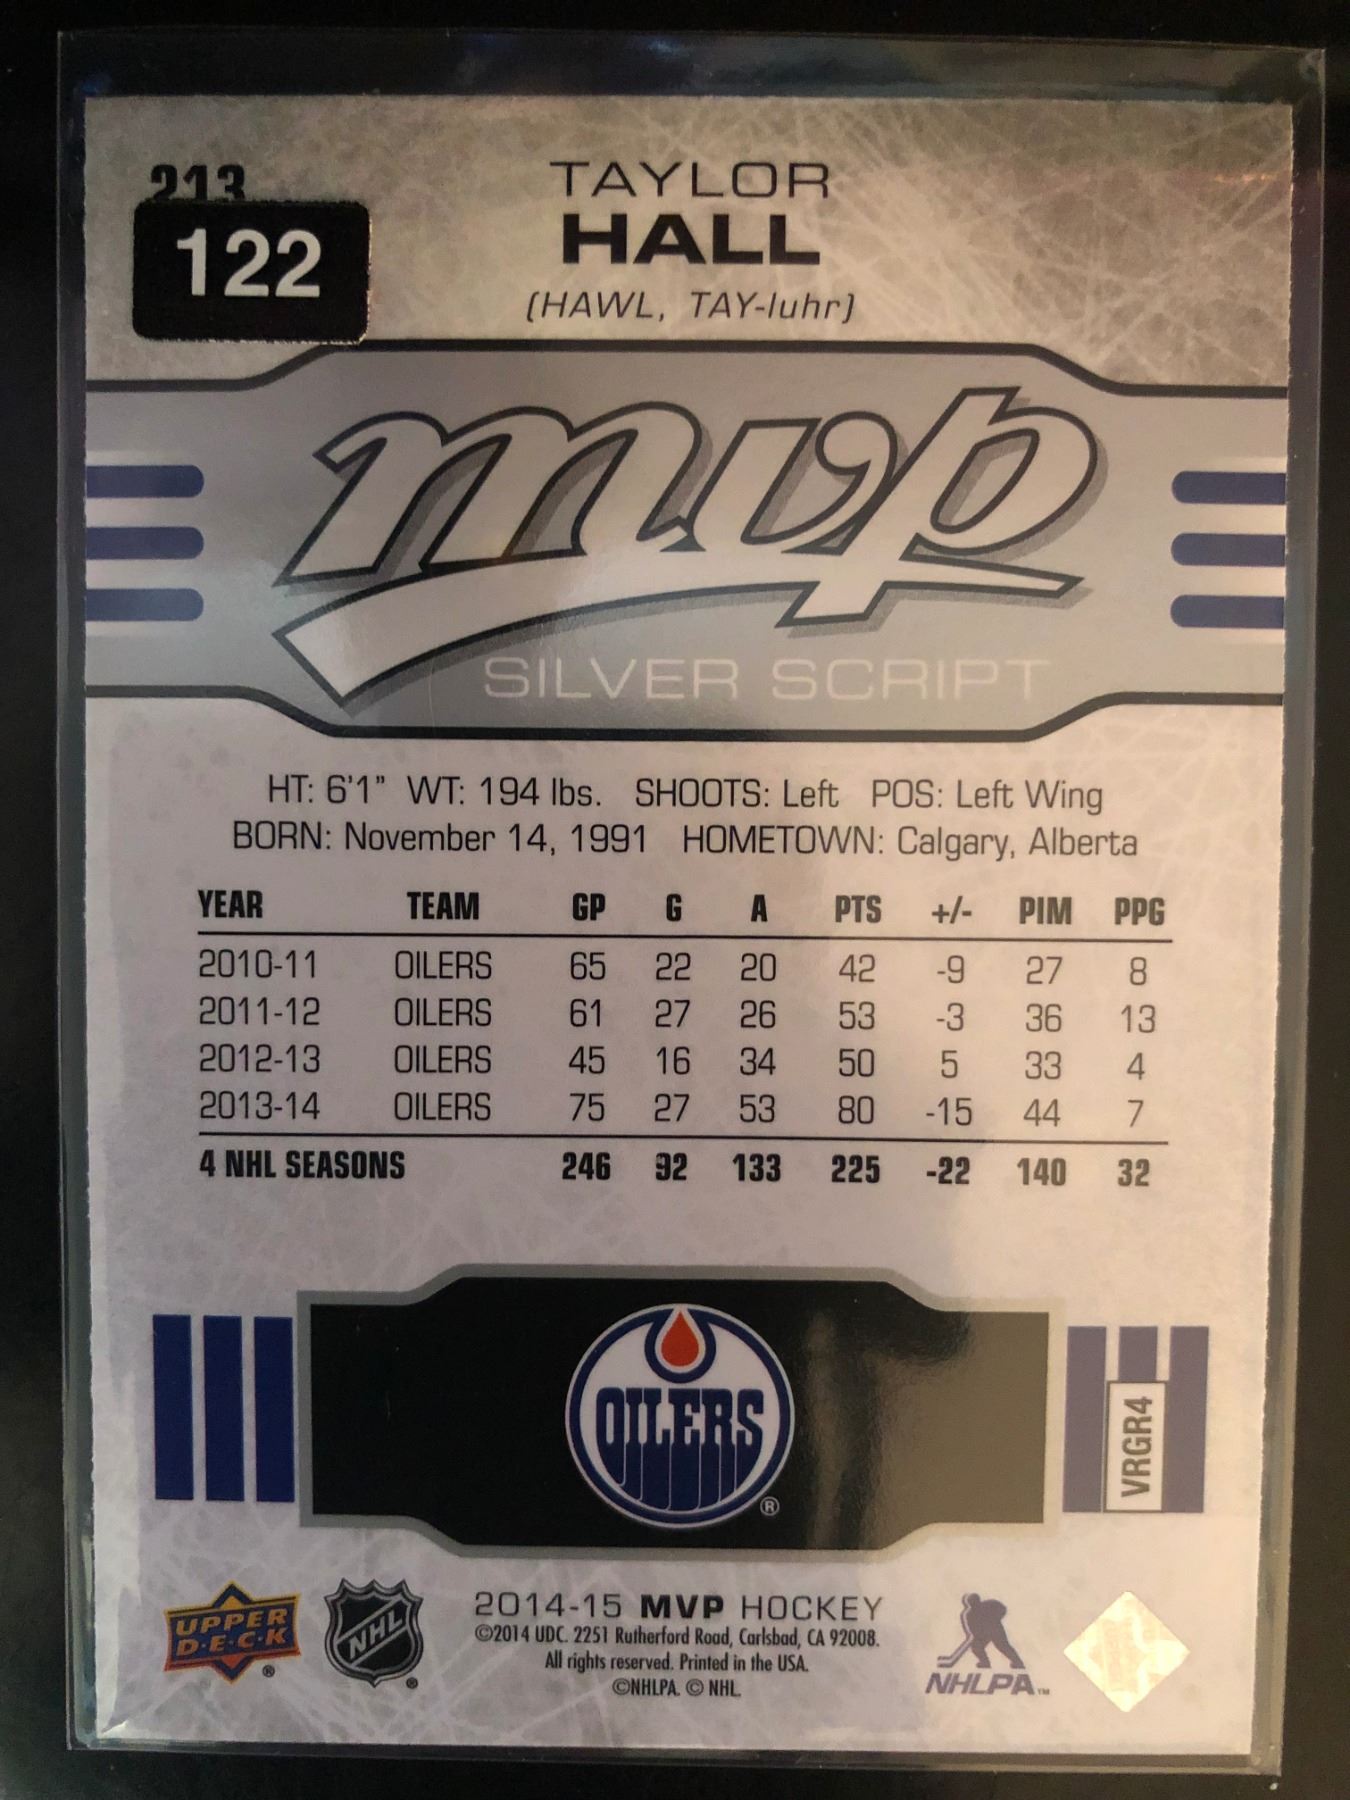 213
122
TAYLOR
HALL
(HAWL, TAY-luhr)
mvp
SILVER SCRIPT
HT: 6'1" WT: 194 lbs. SHOOTS: Left POS: Left Wing
BORN: November 14, 1991 HOMETOWN: Calgary, Alberta
YEAR TEAM GP G A PTS +/- PIM PPG
2010-11 OILERS 65 22 20 42 -9 27 8
2011-12 OILERS 61 27 26 53 -3 36 13
2012-13 OILERS 45 16 34 50 5 33 4
2013-14 OILERS 75 27 53 80 -15 44 7
4 NHL SEASONS 246 92 133 225 -22 140 32
OILERS
®
VRGR4
UPPER
D·E·C·K
®
NHL
®
2014-15 MVP HOCKEY
©2014 UDC. 2251 Rutherford Road, Carlsbad, CA 92008.
All rights reserved. Printed in the USA.
©NHLPA. © NHL.
NHLPA™